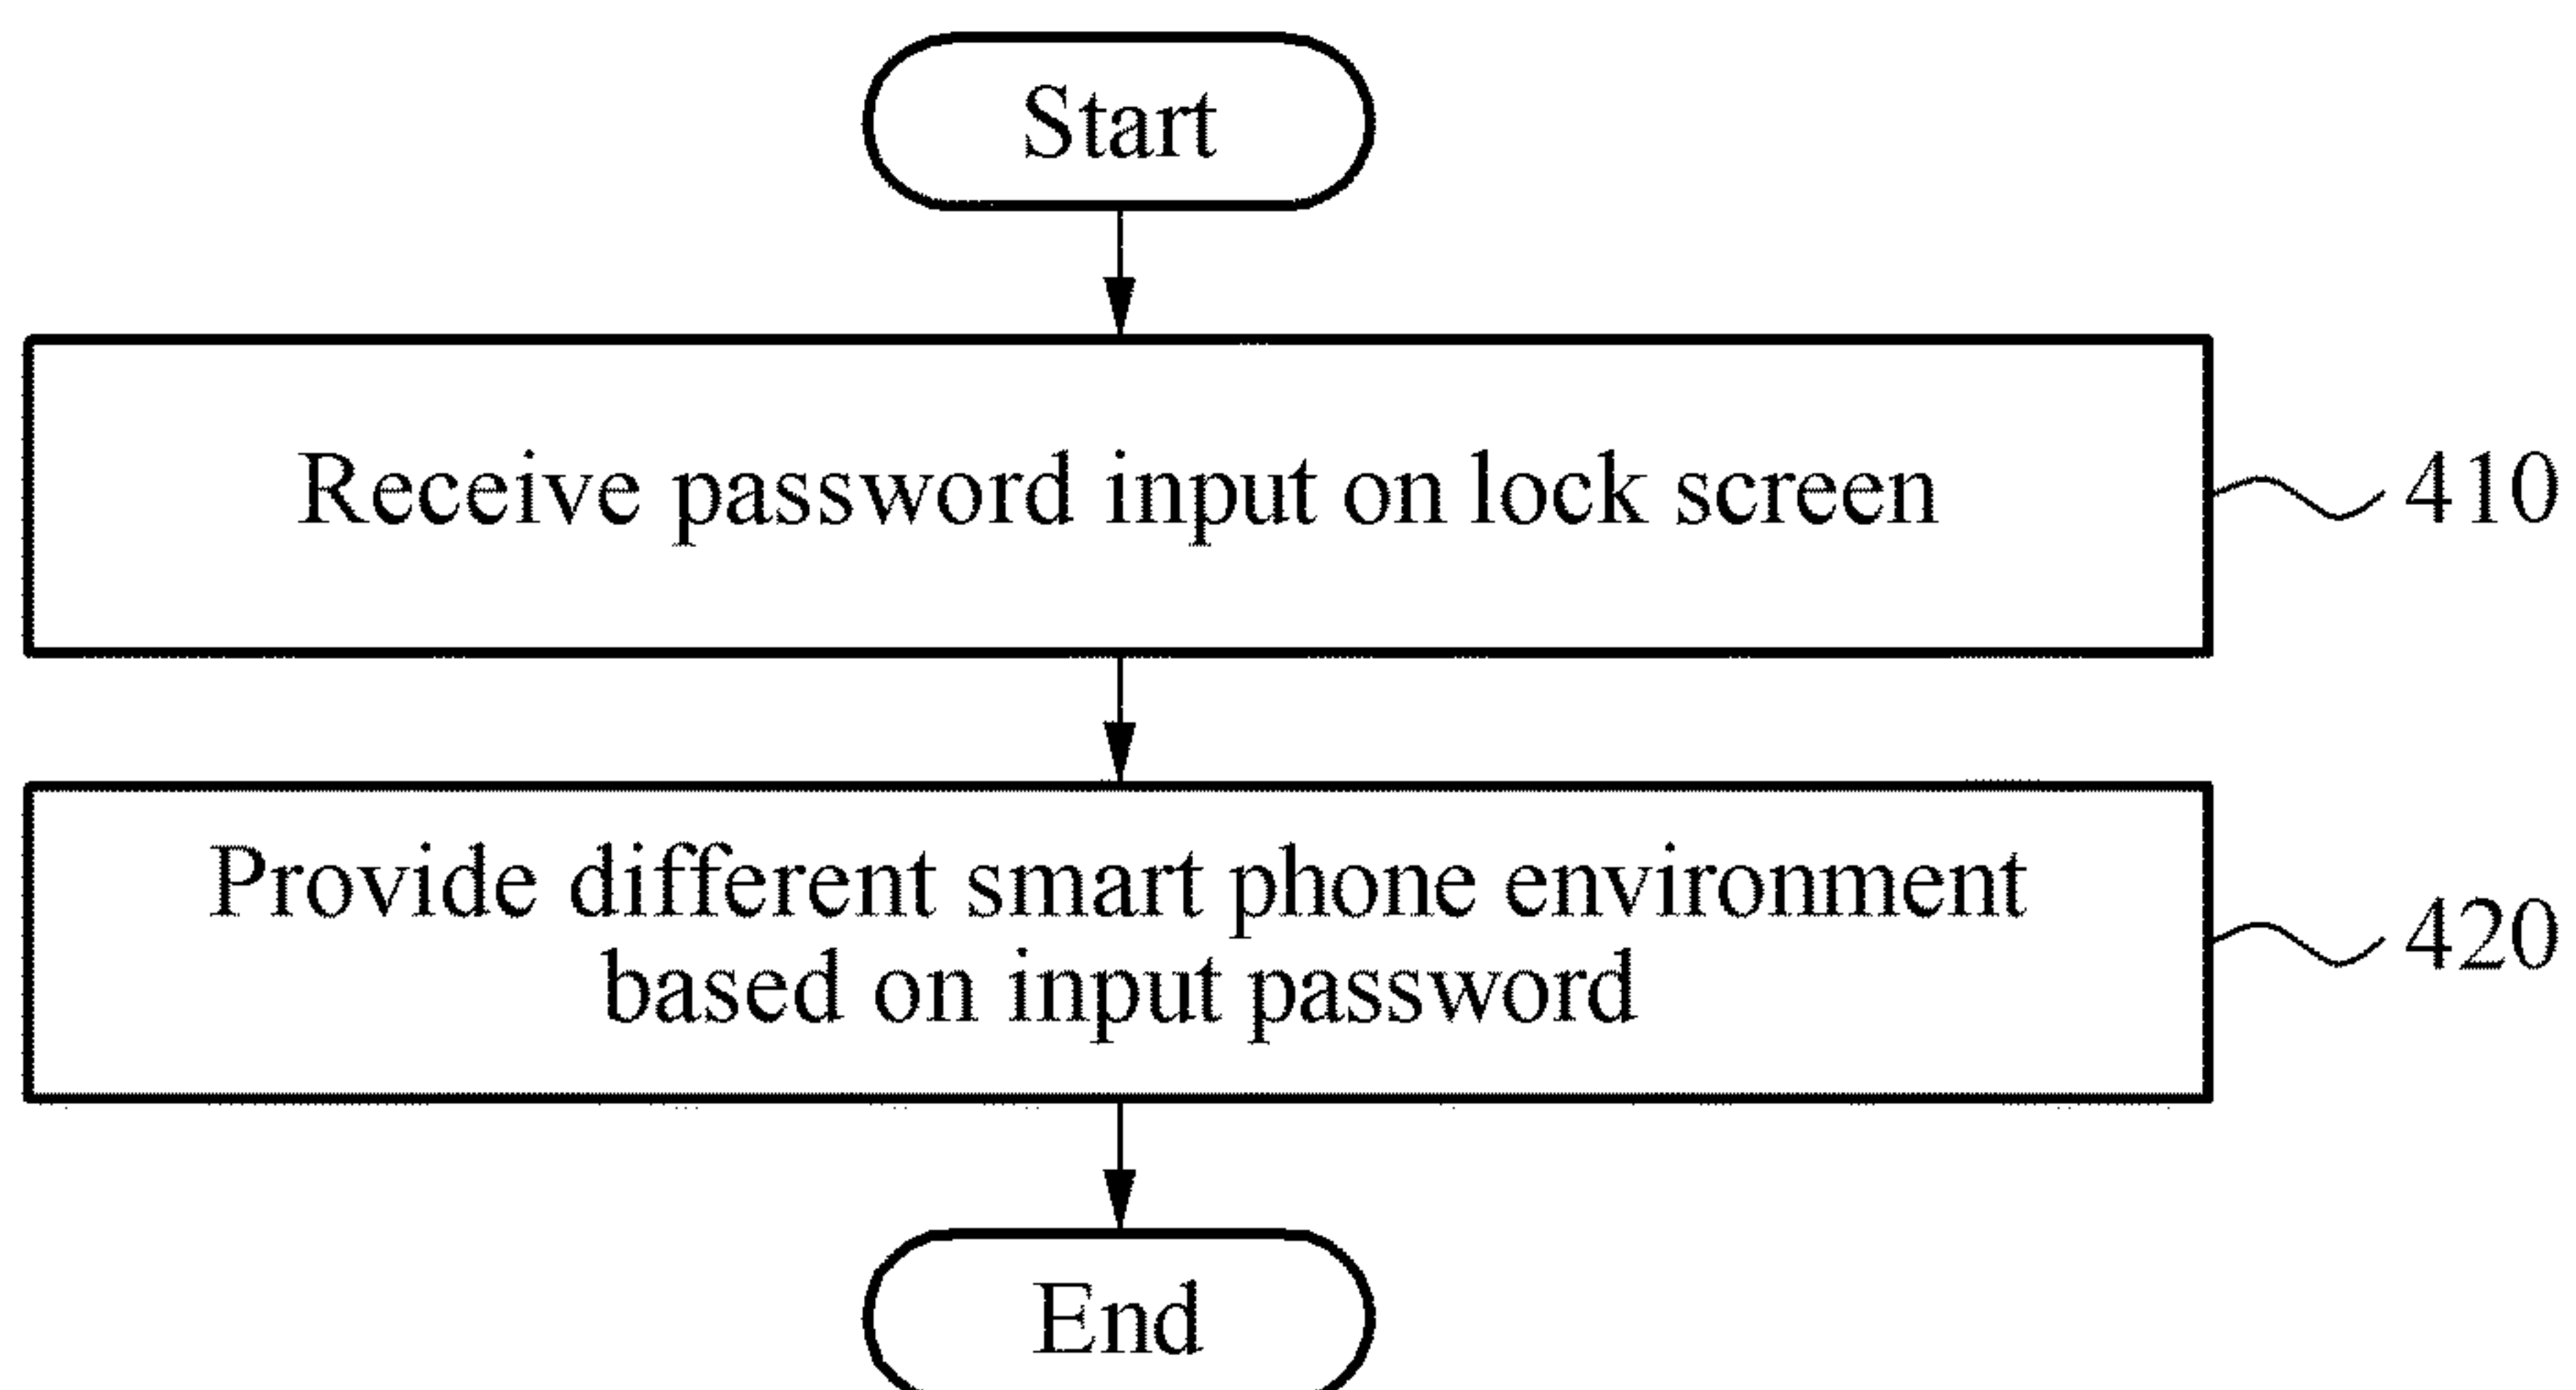 Start
Receive password input on lock screen
410
Provide different smart phone environment
based on input password
420
End